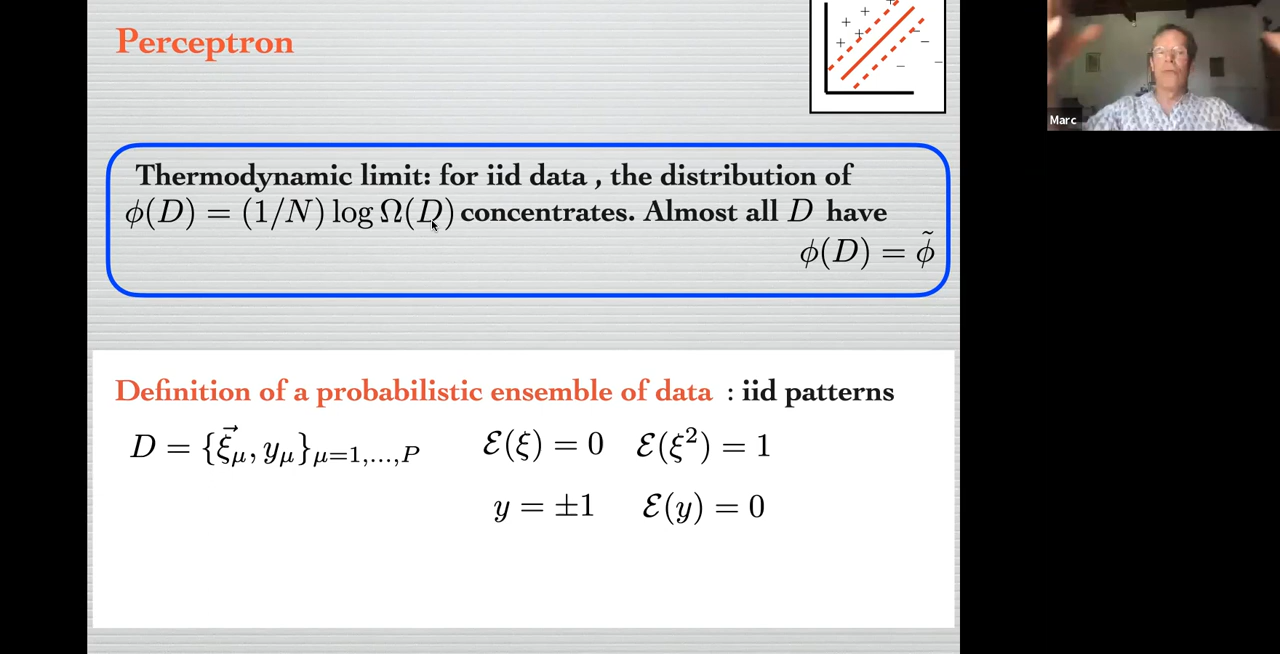 Perceptron
Marc
Thermodynamic limit: for iid data , the distribution of
ϕ(D) = (1/N) log Ω(D) concentrates. Almost all D have
ϕ(D) = ϕ̃
Definition of a probabilistic ensemble of data : iid patterns
D = {ξ⃗_μ, y_μ}_{μ=1,...,P} ℰ(ξ) = 0 ℰ(ξ²) = 1
y = ±1 ℰ(y) = 0